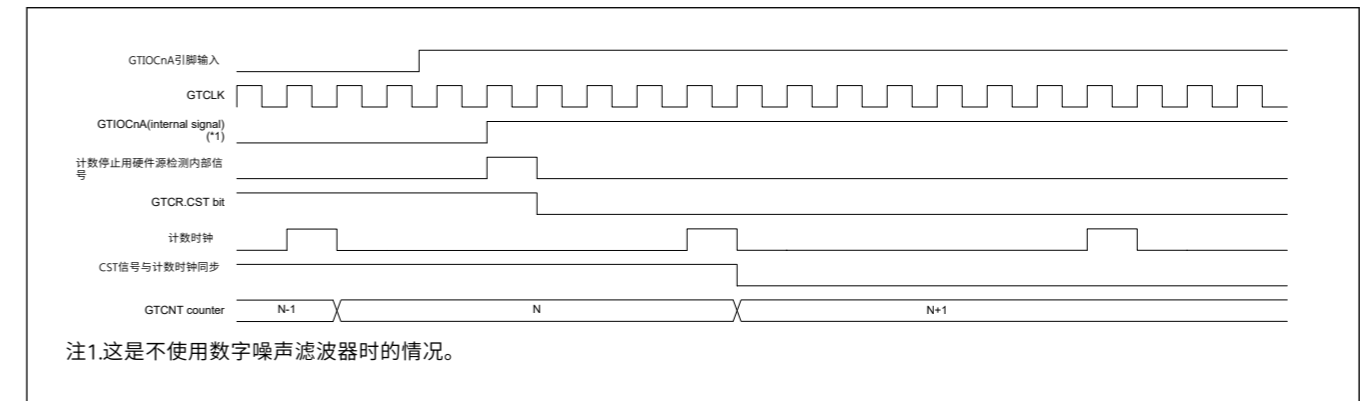 GTIOCnA引脚输入
GTCLK
GTIOCnA(internal signal)
(*1)
计数停止用硬件源检测内部信
号
GTCR.CST bit
计数时钟
CST信号与计数时钟同步
GTCNT counter N-1 N N+1
注1.这是不使用数字噪声滤波器时的情况。